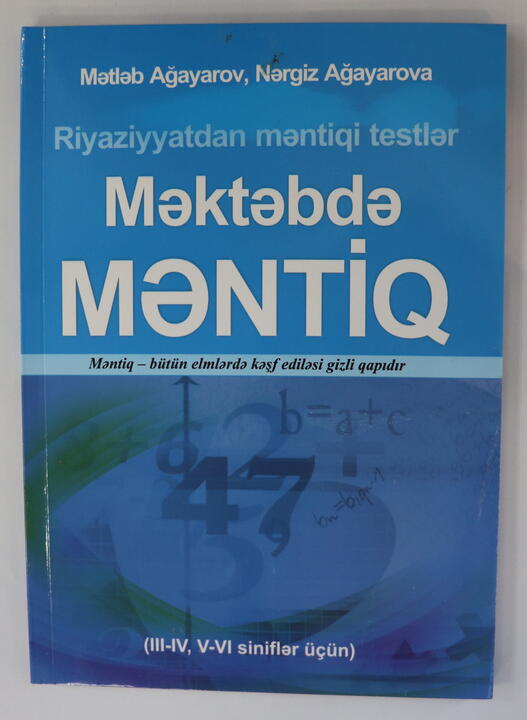 Mətləb Ağayarov, Nərgiz Ağayarova
Riyaziyyatdan məntiqi testlər
Məktəbdə
MƏNTİQ
Məntiq – bütün elmlərdə kəşf ediləsi gizli qapıdır
b=a+c
+62+
47,
(III-IV, V-VI siniflər üçün)